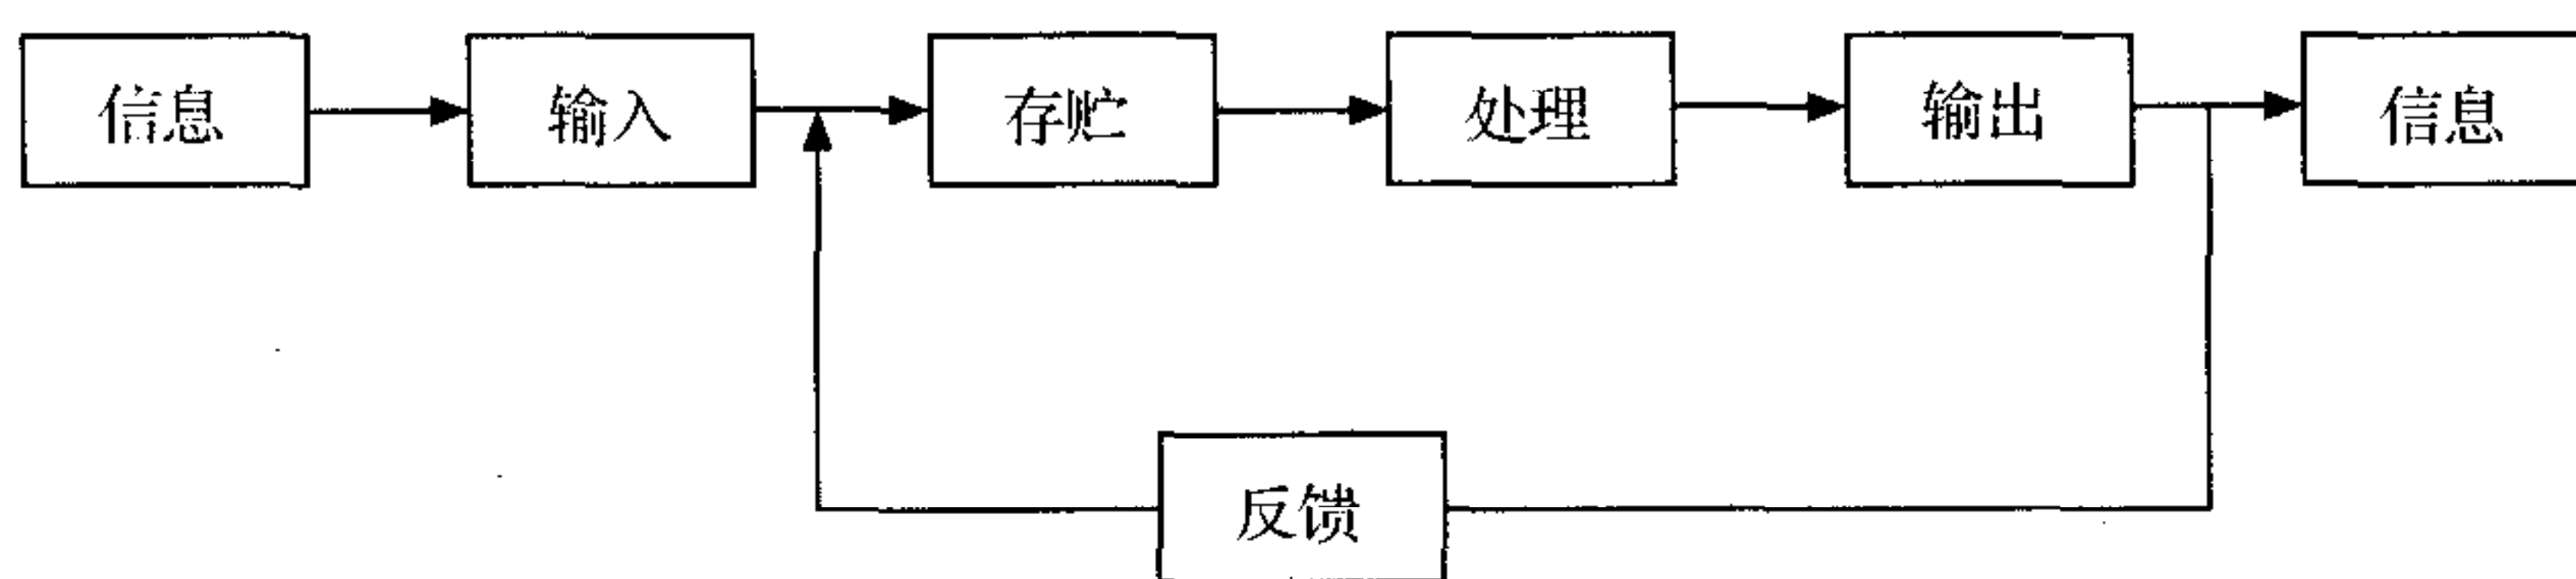 信息 输入 存贮 处理 输出 信息
反馈